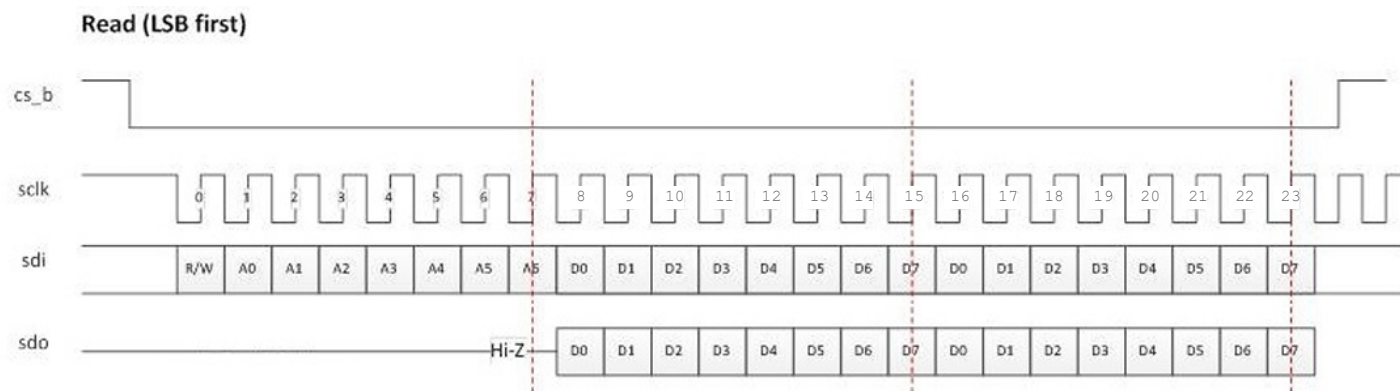 Read (LSB first)
cs_b
sclk 0 1 2 3 4 5 6 7 8 9 10 11 12 13 14 15 16 17 18 19 20 21 22 23
sdi R/W A0 A1 A2 A3 A4 A5 A6 D0 D1 D2 D3 D4 D5 D6 D7 D0 D1 D2 D3 D4 D5 D6 D7
sdo Hi-Z D0 D1 D2 D3 D4 D5 D6 D7 D0 D1 D2 D3 D4 D5 D6 D7